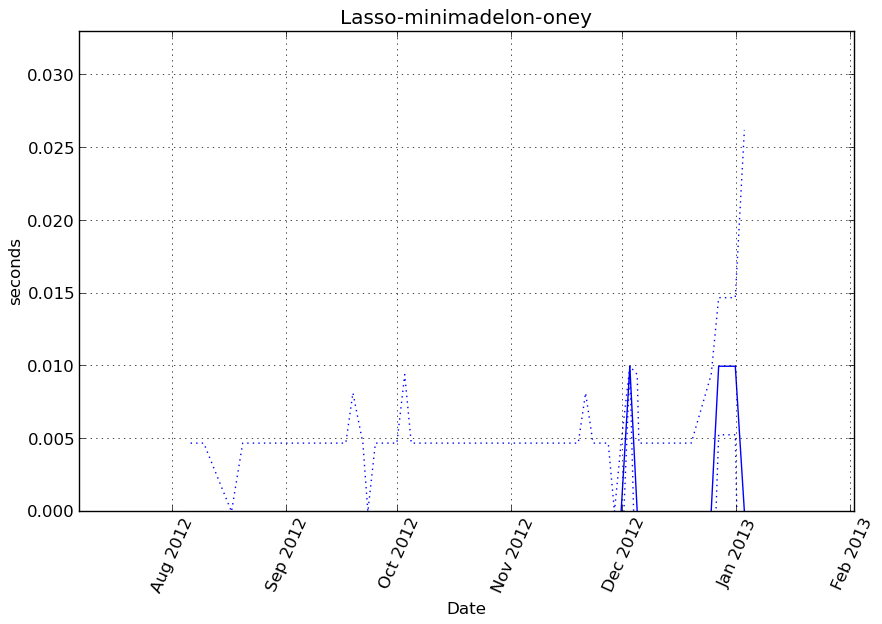 Lasso-minimadelon-oney
0.030
0.025
0.020
0.015
0.010
0.005
0.000
seconds
Aug 2012
Sep 2012
Oct 2012
Nov 2012
Dec 2012
Jan 2013
Feb 2013
Date